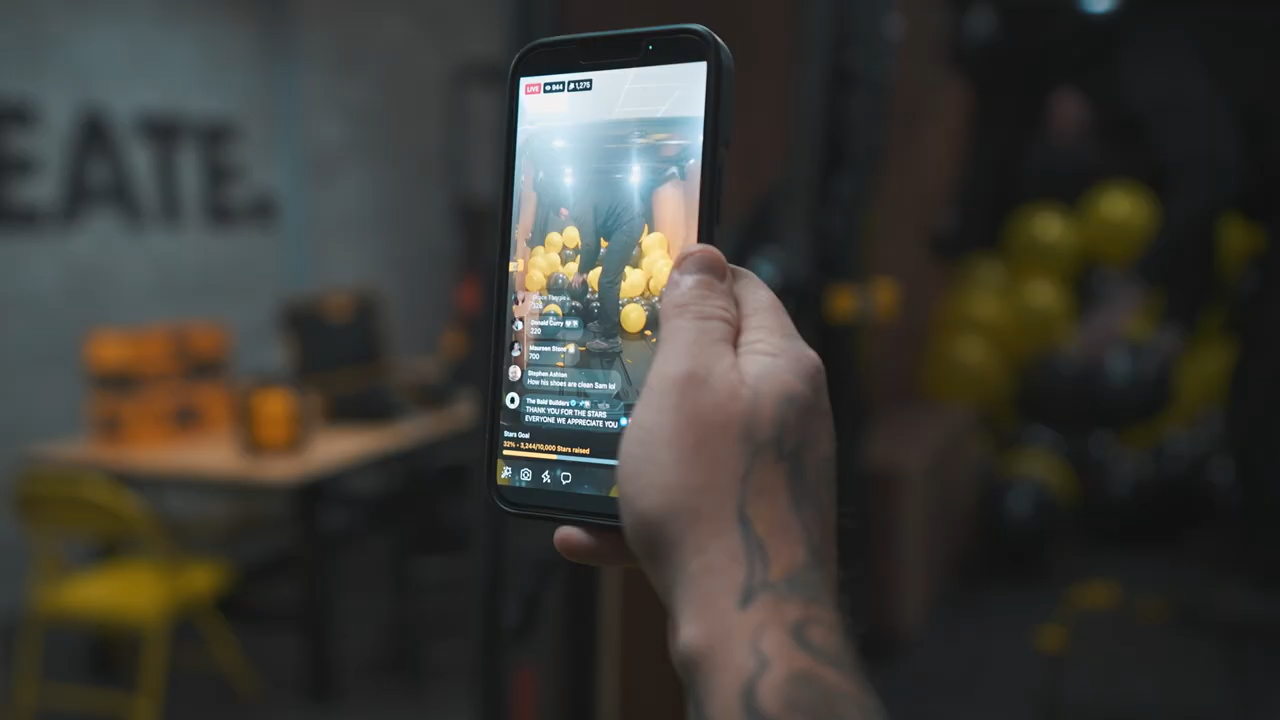 EATE.
LIVE 944 1,275
Donald Curry
220
Maureen Stone
700
Stephen Ashton
How his shoes are clean Sam lol
The Bald Builders
THANK YOU FOR THE STARS
EVERYONE WE APPRECIATE YOU
Stars Goal
32% • 3,244/10,000 Stars raised